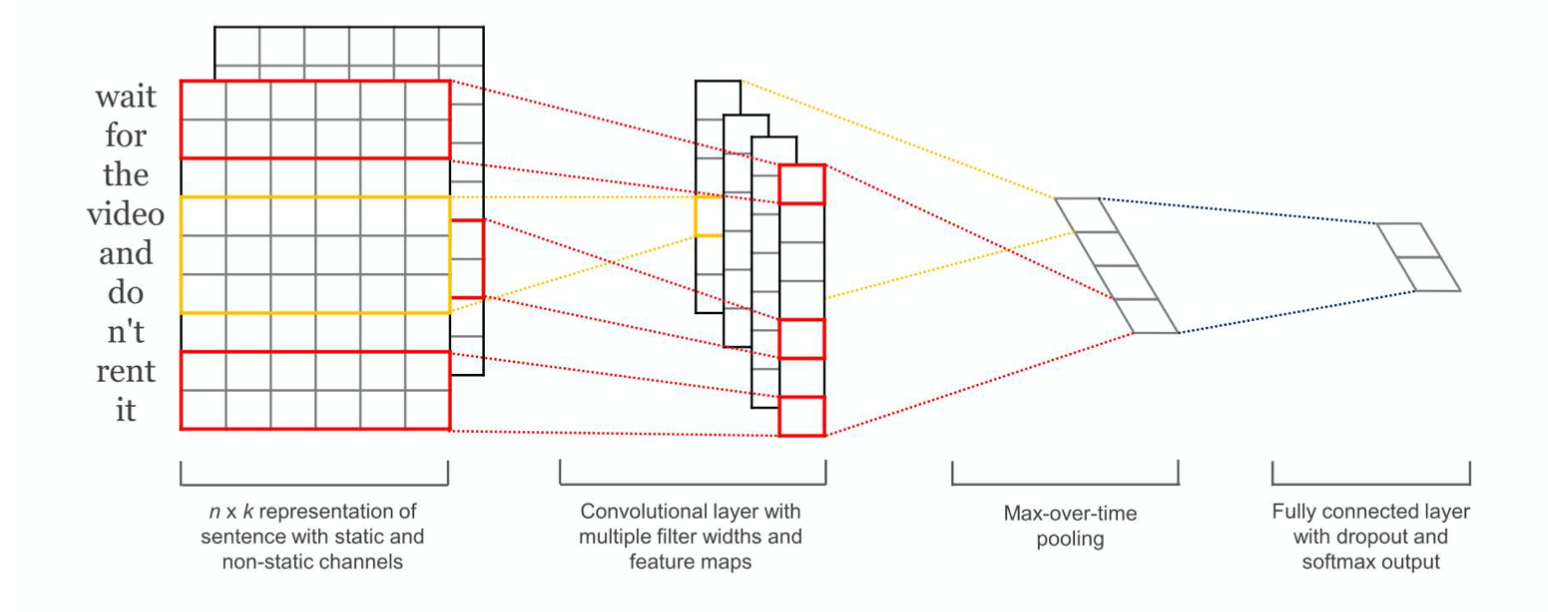 wait
for
the
video
and
do
n't
rent
it
n x k representation of
sentence with static and
non-static channels
Convolutional layer with
multiple filter widths and
feature maps
Max-over-time
pooling
Fully connected layer
with dropout and
softmax output